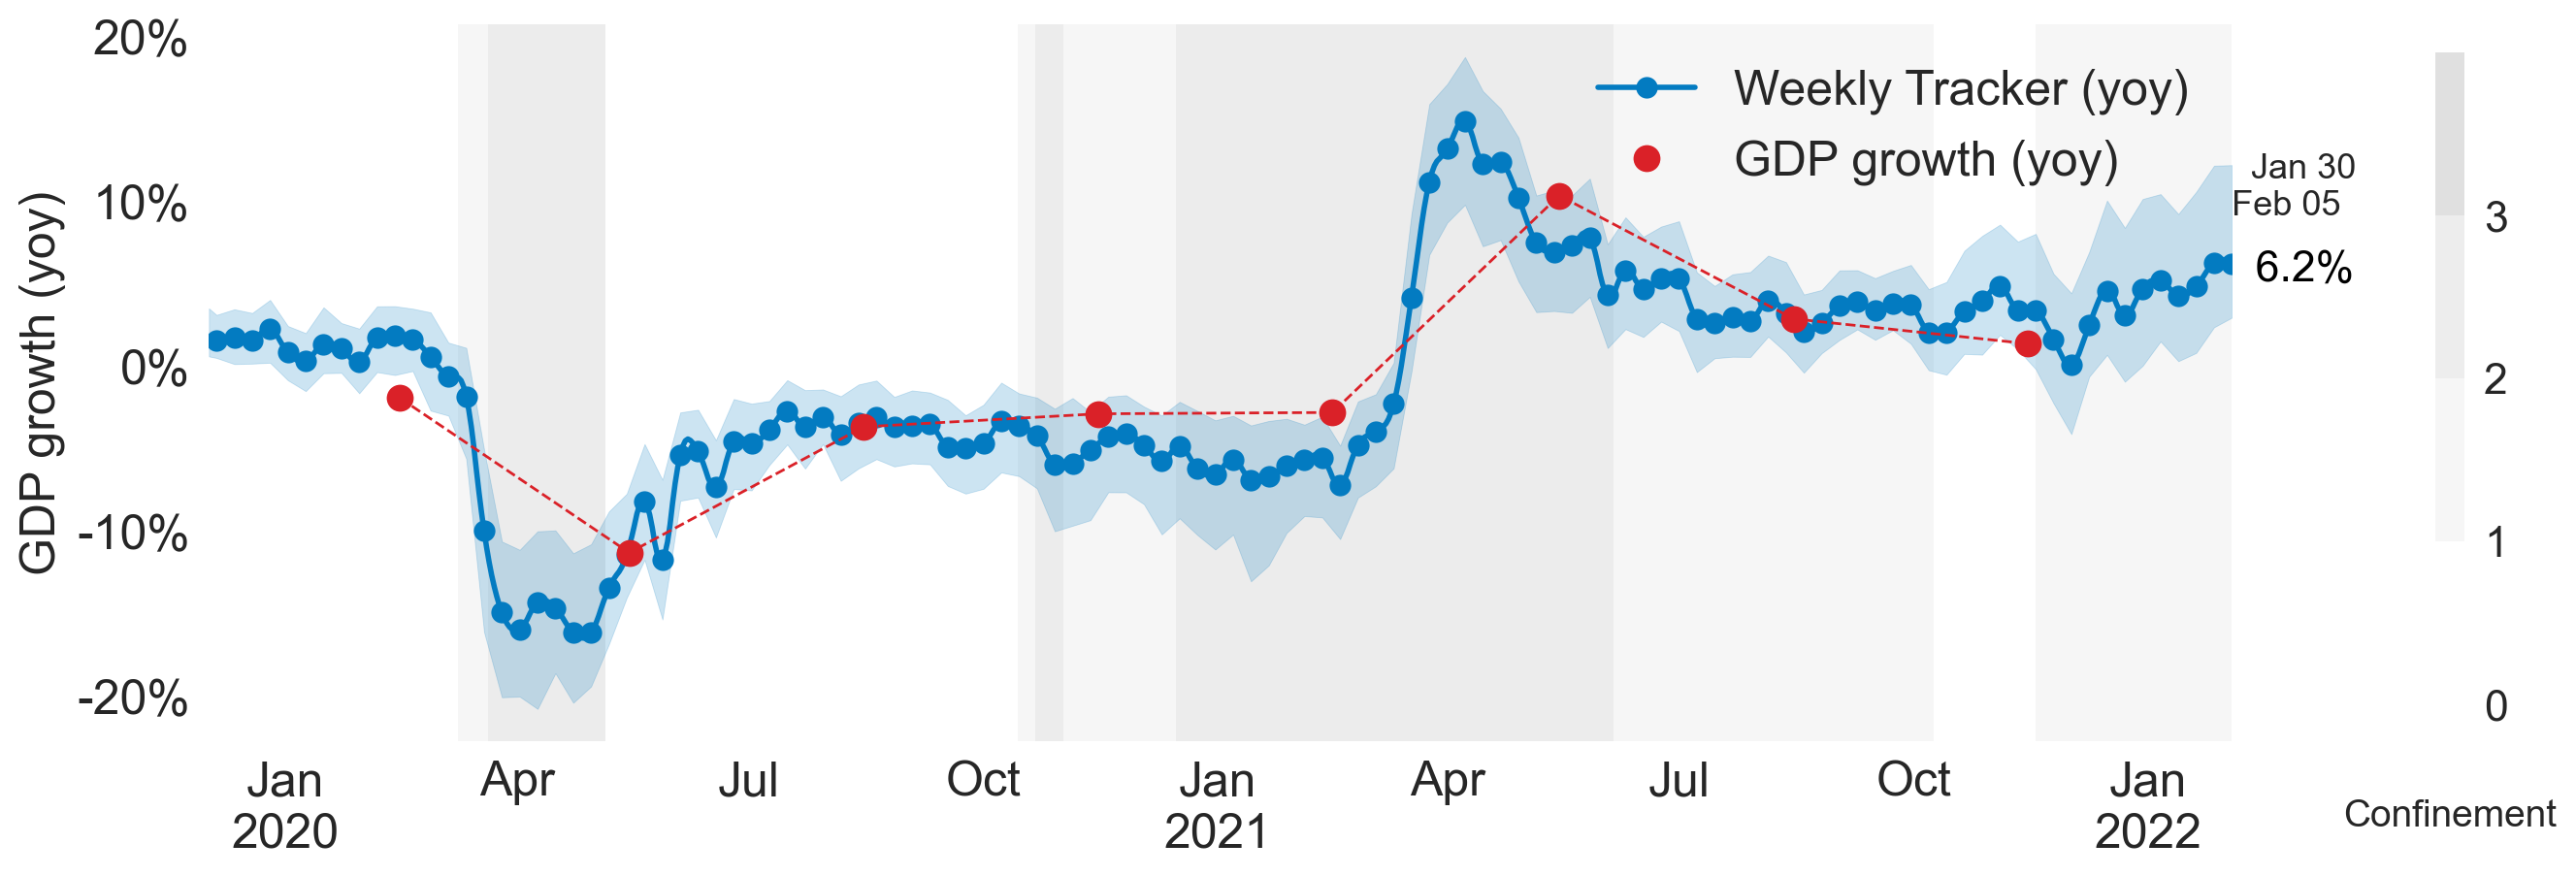 GDP growth (yoy)
20%
10%
0%
-10%
-20%
Weekly Tracker (yoy)
GDP growth (yoy)
Jan 30
Feb 05
6.2%
3
2
1
0
Confinement
Jan Apr Jul Oct Jan Apr Jul Oct Jan
2020 2021 2022